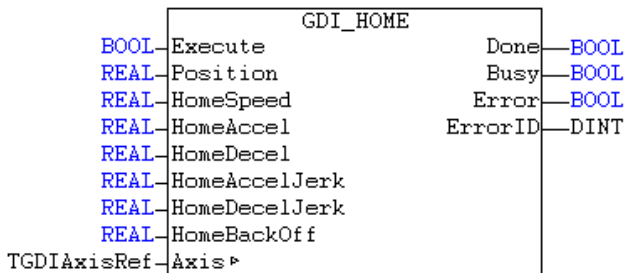 GDI_HOME
BOOL Execute Done BOOL
REAL Position Busy BOOL
REAL HomeSpeed Error BOOL
REAL HomeAccel ErrorID DINT
REAL HomeDecel
REAL HomeAccelJerk
REAL HomeDecelJerk
REAL HomeBackOff
TGDIAxisRef Axis